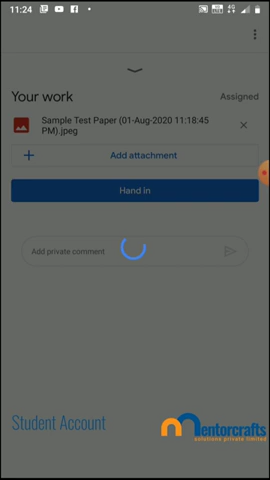 11:24
Your work
Assigned
Sample Test Paper (01-Aug-2020 11:18:45
PM).jpeg
Add attachment
Hand in
Add private comment
Student Account
mentorcrafts
solutions private limited